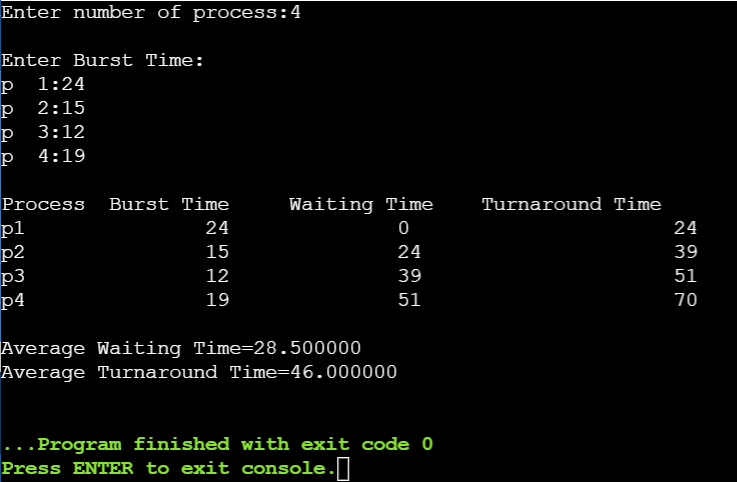 Enter number of process:4
Enter Burst Time:
p  1:24
p  2:15
p  3:12
p  4:19
Process  Burst Time     Waiting Time    Turnaround Time
p1               24              0                      24
p2               15              24                     39
p3               12              39                     51
p4               19              51                     70
Average Waiting Time=28.500000
Average Turnaround Time=46.000000
...Program finished with exit code 0
Press ENTER to exit console.